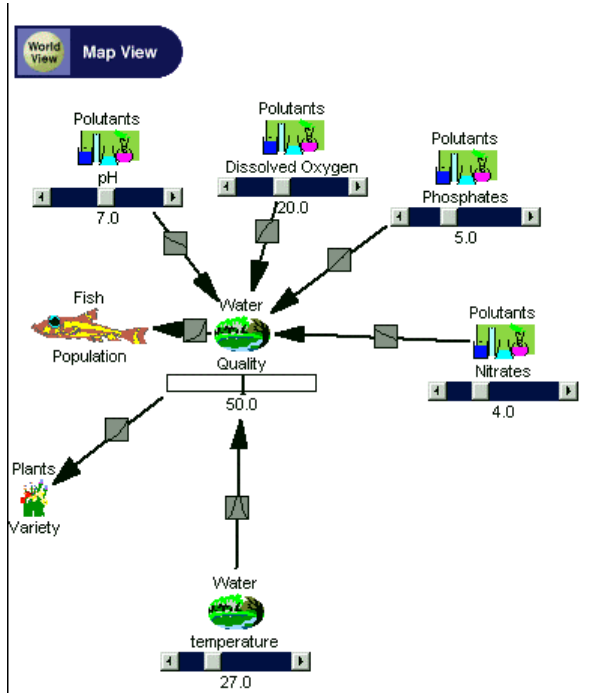 World
View
Map View
Polutants
pH
7.0
Polutants
Dissolved Oxygen
20.0
Polutants
Phosphates
5.0
Fish
Population
Water
Quality
50.0
Polutants
Nitrates
4.0
Plants
Variety
Water
temperature
27.0